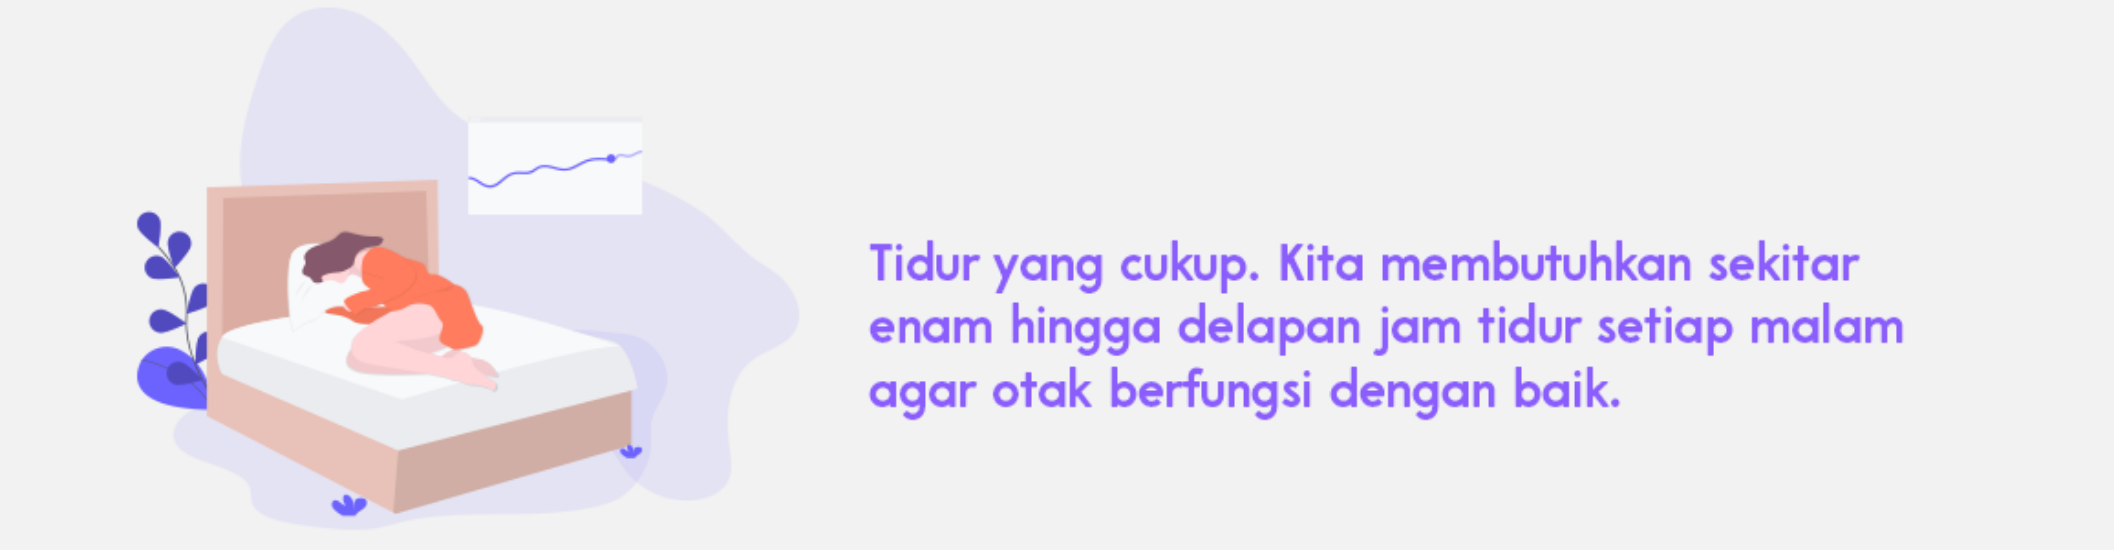 Tidur yang cukup. Kita membutuhkan sekitar
enam hingga delapan jam tidur setiap malam
agar otak berfungsi dengan baik.